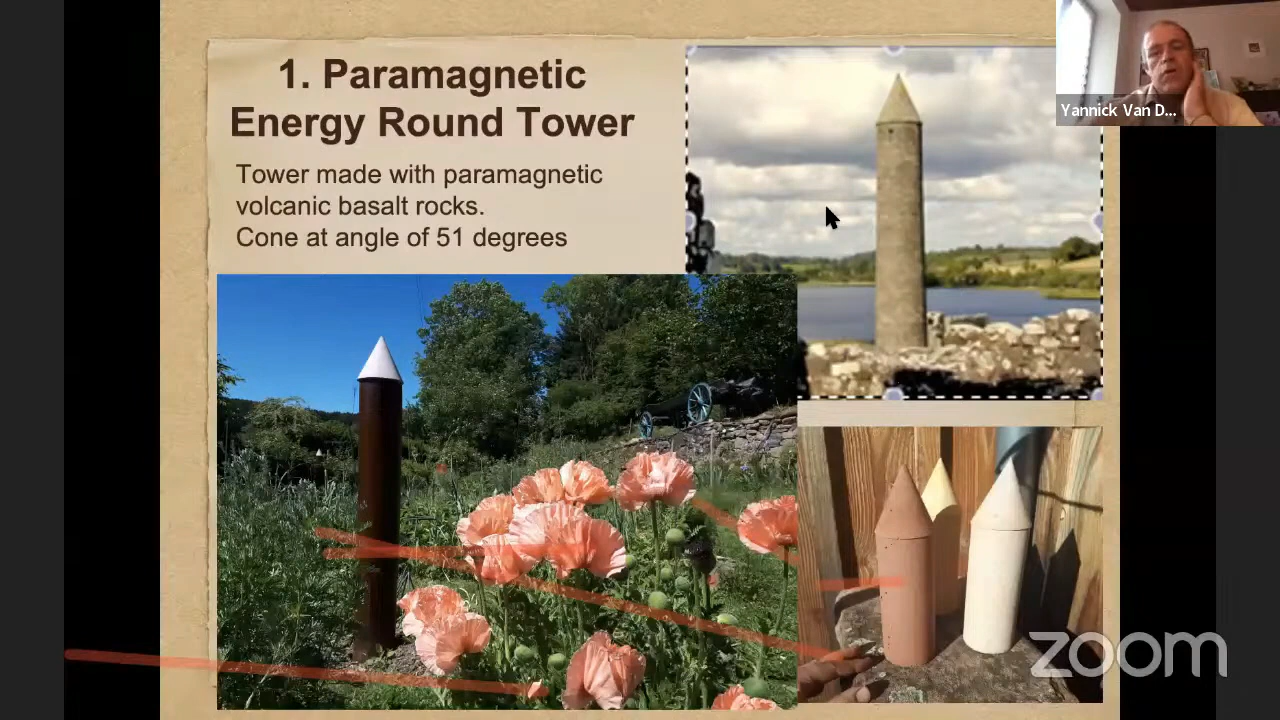 1. Paramagnetic
Energy Round Tower
Tower made with paramagnetic
volcanic basalt rocks.
Cone at angle of 51 degrees
Yannick Van D...
zoom